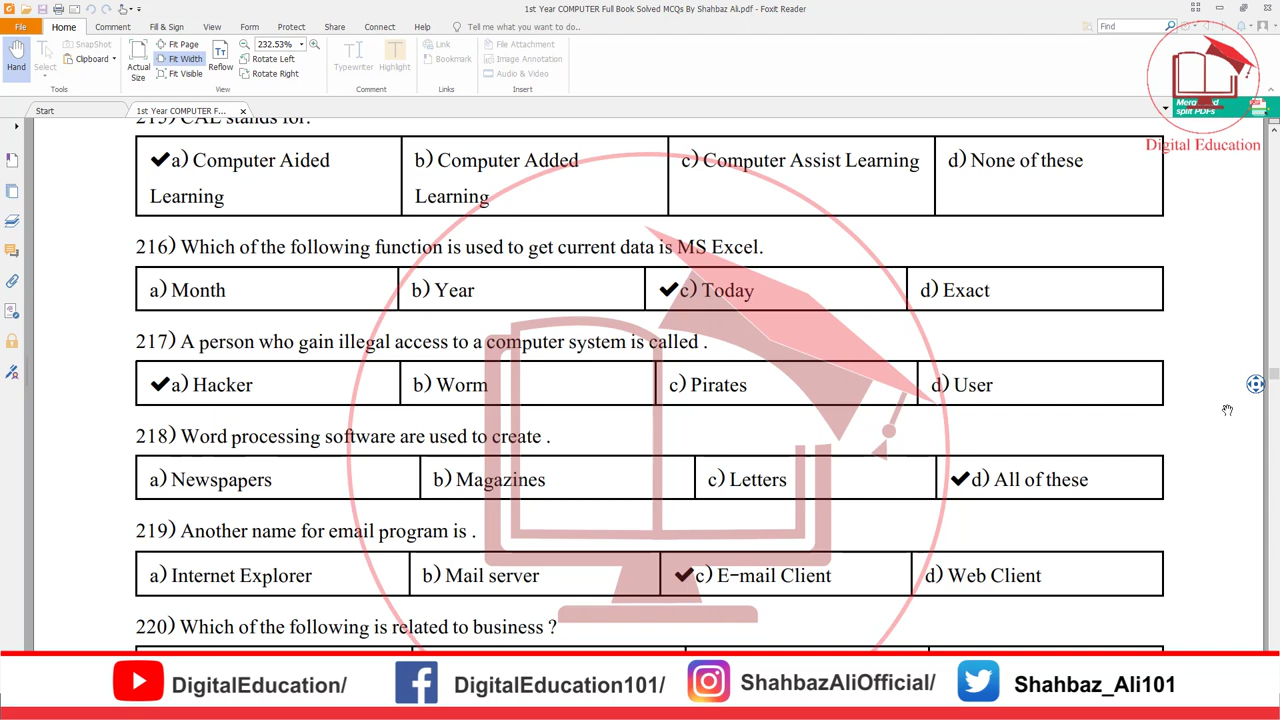 1st Year COMPUTER Full Book Solved MCQs By Shahbaz Ali.pdf - Foxit Reader
File Home Comment Edit View Form Protect Share Connect Help Tell me what you want to do... Find
Hand
Select
SnapShot
Clipboard
Actual Size
Fit Page
Fit Width
Fit Visible
Reflow
232.53%
Rotate Left
Rotate Right
Typewriter
Highlight
Link
Bookmark
File Attachment
Image Annotation
Audio & Video
Tools View Comment Links Insert
Start 1st Year COMPUTER F...
split PDFs
Digital Education
215) CAL stands for:
✔a) Computer Aided Learning b) Computer Added Learning c) Computer Assist Learning d) None of these
216) Which of the following function is used to get current data is MS Excel.
a) Month b) Year ✔c) Today d) Exact
217) A person who gain illegal access to a computer system is called .
✔a) Hacker b) Worm c) Pirates d) User
218) Word processing software are used to create .
a) Newspapers b) Magazines c) Letters ✔d) All of these
219) Another name for email program is .
a) Internet Explorer b) Mail server ✔c) E-mail Client d) Web Client
220) Which of the following is related to business ?
DigitalEducation/ DigitalEducation101/ ShahbazAliOfficial/ Shahbaz_Ali101